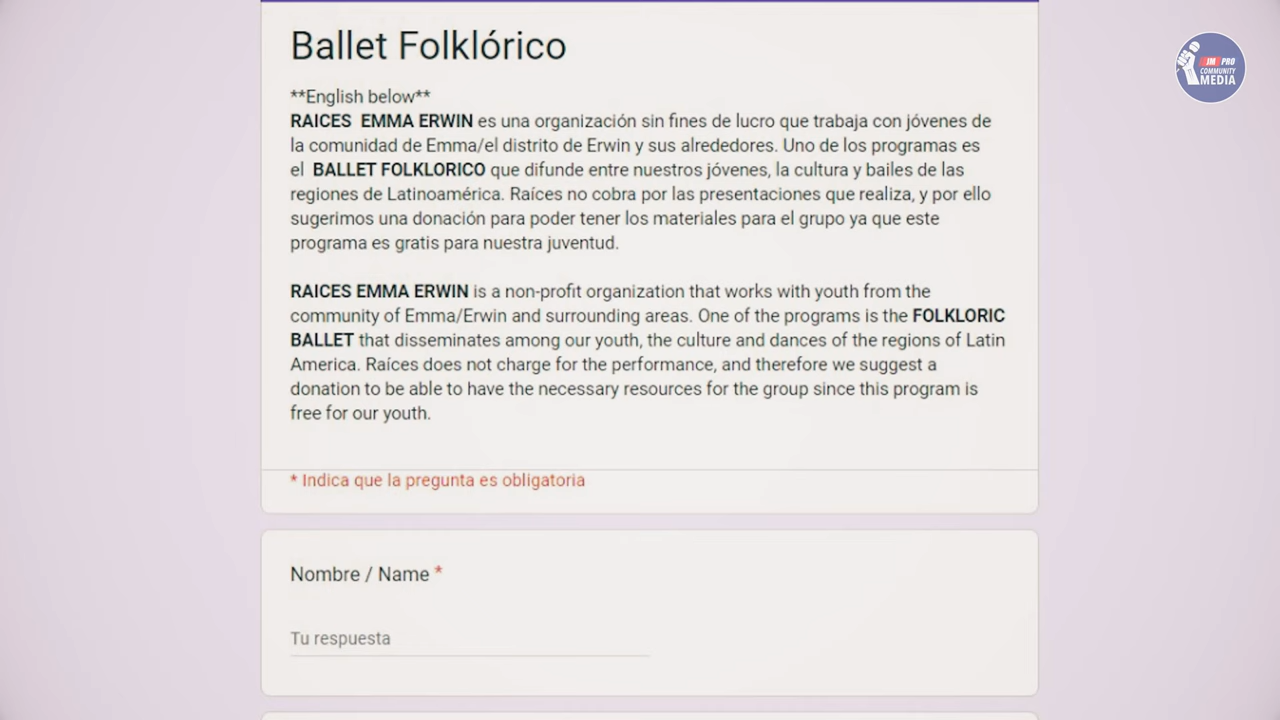 Ballet Folklórico
**English below**
RAICES EMMA ERWIN es una organización sin fines de lucro que trabaja con jóvenes de
la comunidad de Emma/el distrito de Erwin y sus alrededores. Uno de los programas es
el BALLET FOLKLORICO que difunde entre nuestros jóvenes, la cultura y bailes de las
regiones de Latinoamérica. Raíces no cobra por las presentaciones que realiza, y por ello
sugerimos una donación para poder tener los materiales para el grupo ya que este
programa es gratis para nuestra juventud.
RAICES EMMA ERWIN is a non-profit organization that works with youth from the
community of Emma/Erwin and surrounding areas. One of the programs is the FOLKLORIC
BALLET that disseminates among our youth, the culture and dances of the regions of Latin
America. Raíces does not charge for the performance, and therefore we suggest a
donation to be able to have the necessary resources for the group since this program is
free for our youth.
* Indica que la pregunta es obligatoria
Nombre / Name *
Tu respuesta
JM PRO
COMMUNITY
MEDIA